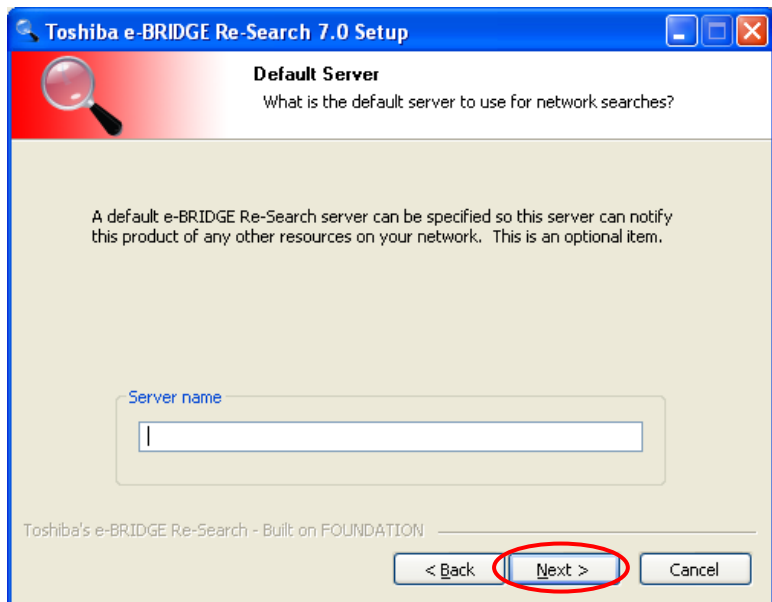 Toshiba e-BRIDGE Re-Search 7.0 Setup
Default Server
What is the default server to use for network searches?
A default e-BRIDGE Re-Search server can be specified so this server can notify
this product of any other resources on your network. This is an optional item.
Server name
Toshiba's e-BRIDGE Re-Search - Built on FOUNDATION
< Back Next > Cancel